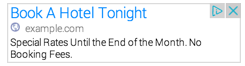 Book A Hotel Tonight
example.com
Special Rates Until the End of the Month. No
Booking Fees.